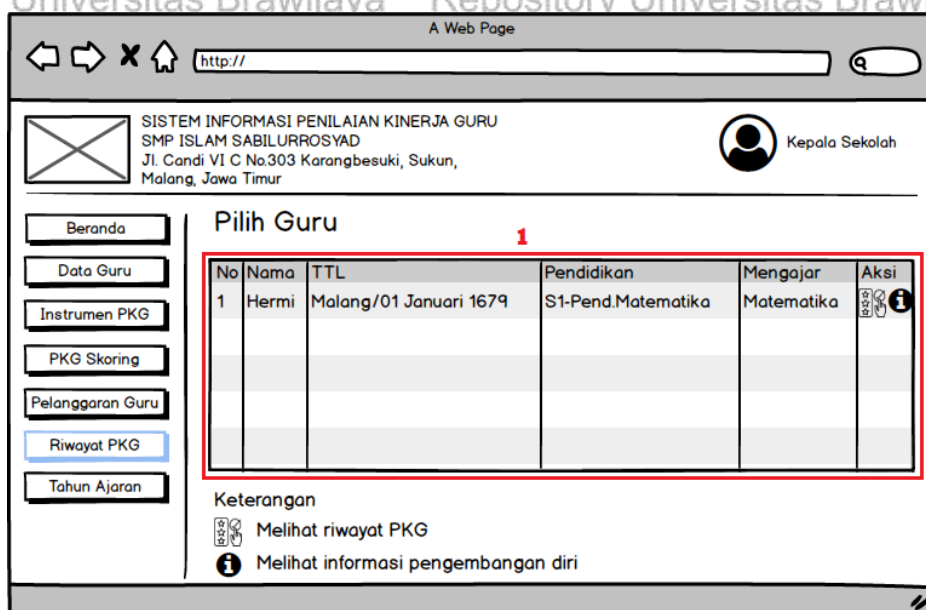 Universitas Brawijaya Repository Universitas Braw
A Web Page
http://
SISTEM INFORMASI PENILAIAN KINERJA GURU
SMP ISLAM SABILURROSYAD
Jl. Candi VI C No.303 Karangbesuki, Sukun,
Malang, Jawa Timur
Kepala Sekolah
Beranda
Data Guru
Instrumen PKG
PKG Skoring
Pelanggaran Guru
Riwayat PKG
Tahun Ajaran
Pilih Guru
1
No Nama TTL Pendidikan Mengajar Aksi
1 Hermi Malang/01 Januari 1679 S1-Pend.Matematika Matematika
Keterangan
Melihat riwayat PKG
Melihat informasi pengembangan diri